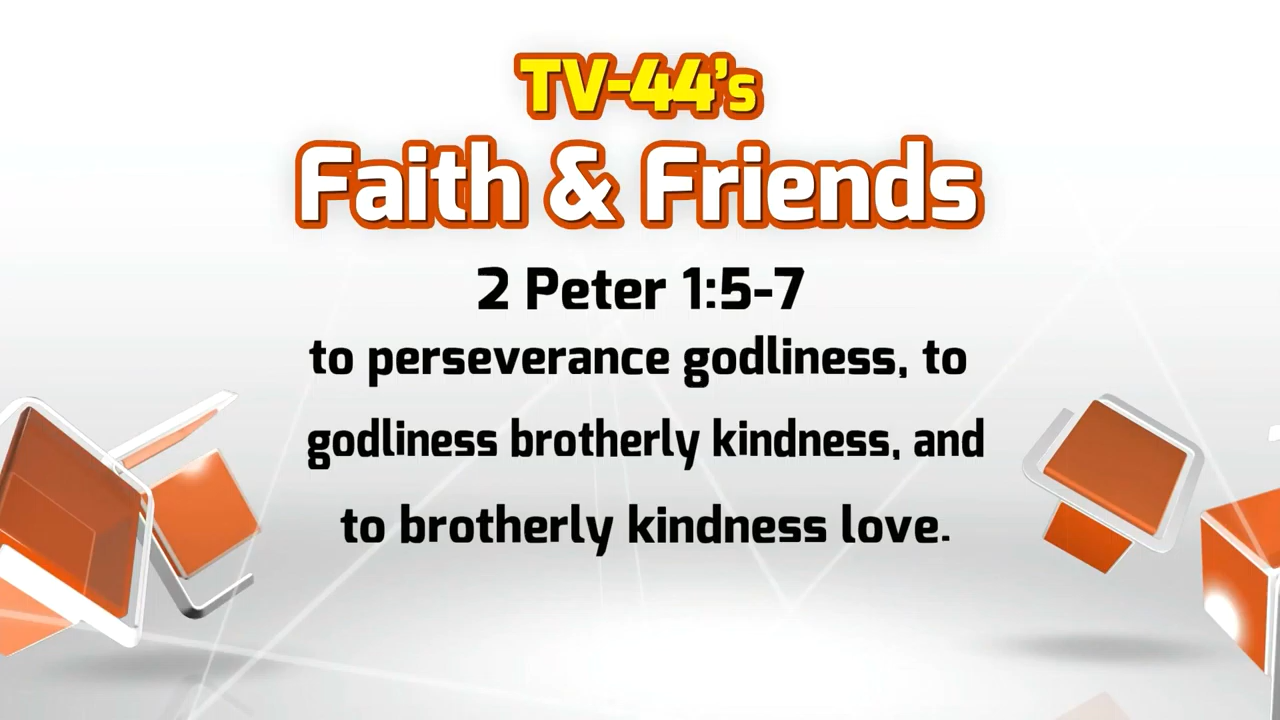 TV-44's
Faith & Friends
2 Peter 1:5-7
to perseverance godliness, to
godliness brotherly kindness, and
to brotherly kindness love.